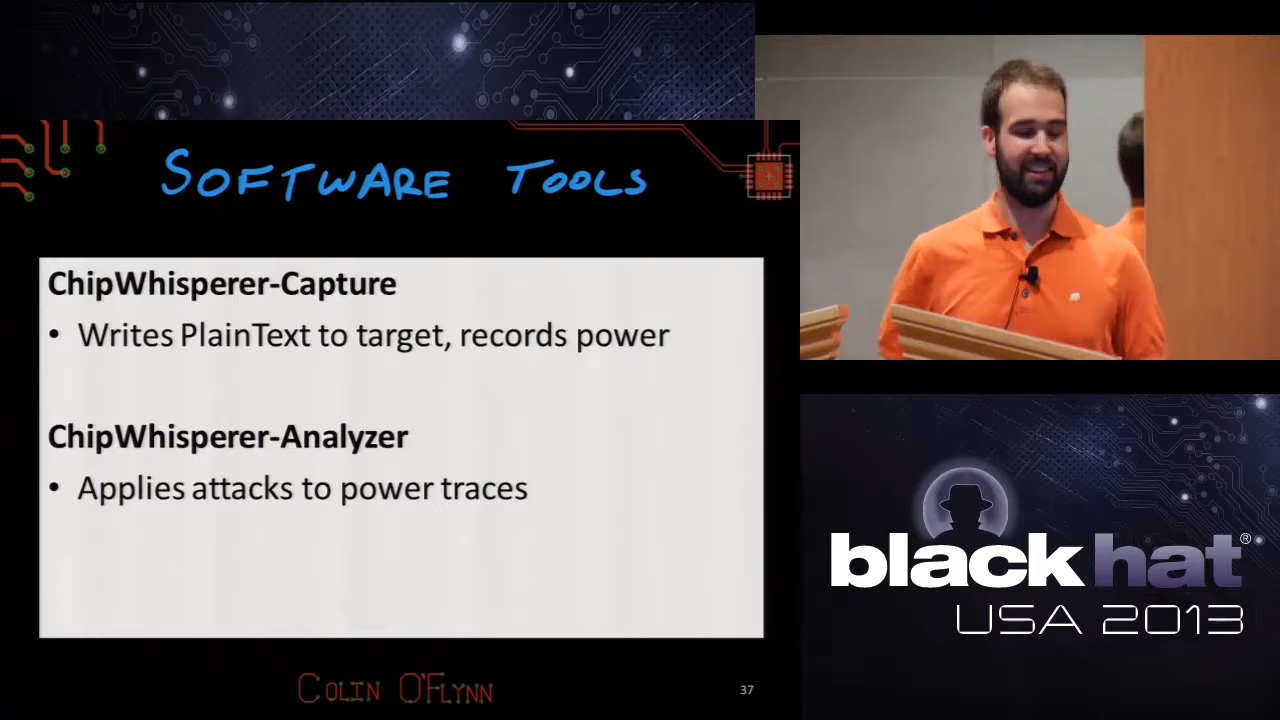 SOFTWARE TOOLS
ChipWhisperer-Capture
• Writes PlainText to target, records power
ChipWhisperer-Analyzer
• Applies attacks to power traces
COLIN O'FLYNN
37
black hat®
USA 2013